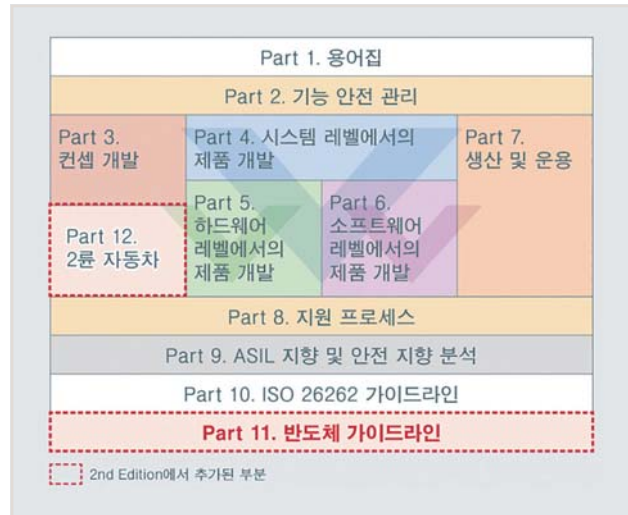 Part 1. 용어집
Part 2. 기능 안전 관리
Part 3.
컨셉 개발
Part 4. 시스템 레벨에서의
제품 개발
Part 7.
생산 및 운용
Part 5.
하드웨어
레벨에서의
제품 개발
Part 6.
소프트웨어
레벨에서의
제품 개발
Part 12.
2륜 자동차
Part 8. 지원 프로세스
Part 9. ASIL 지향 및 안전 지향 분석
Part 10. ISO 26262 가이드라인
Part 11. 반도체 가이드라인
2nd Edition에서 추가된 부분